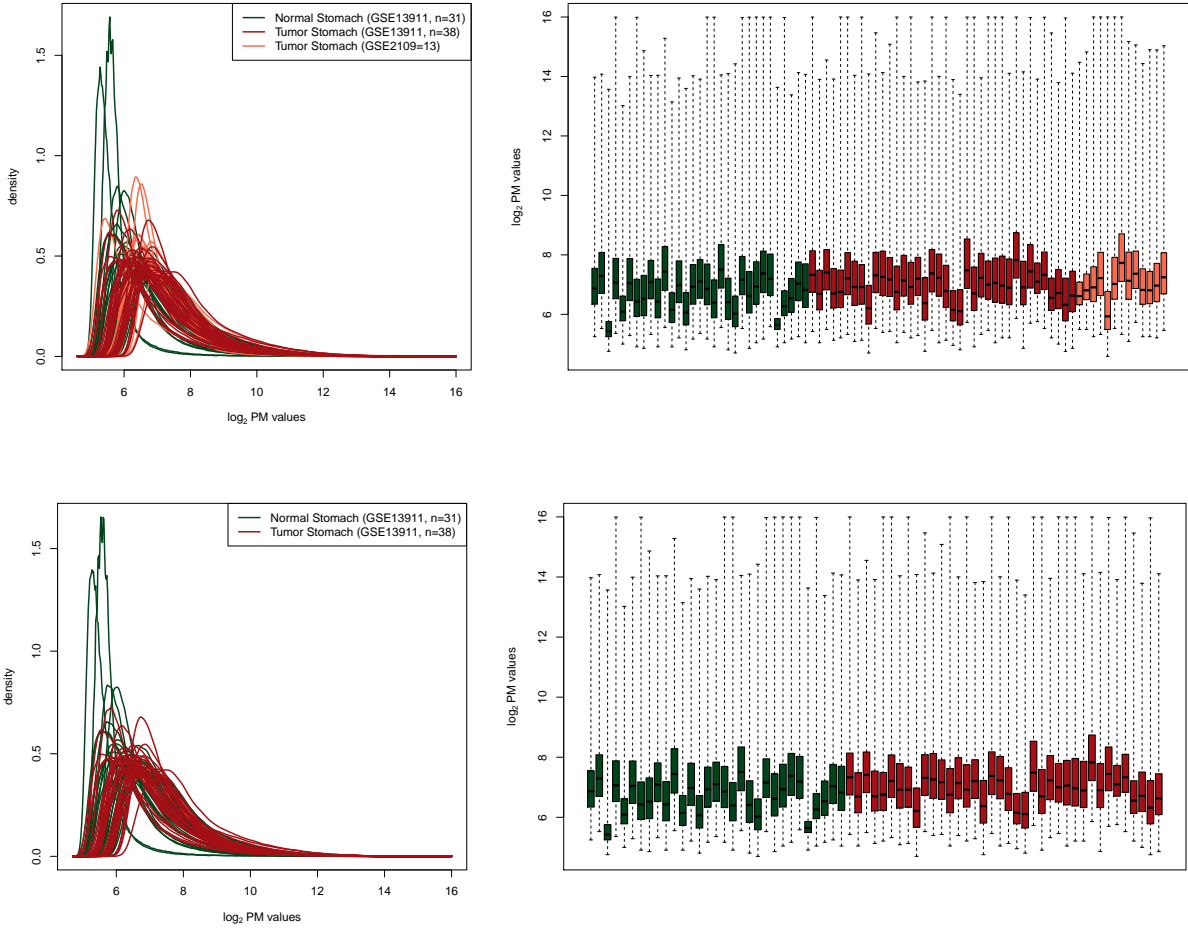 Normal Stomach (GSE13911, n=31)
Tumor Stomach (GSE13911, n=38)
Tumor Stomach (GSE2109=13)
density
0.0
0.5
1.0
1.5
6
8
10
12
14
16
log₂ PM values
log₂ PM values
6
8
10
12
14
16
Normal Stomach (GSE13911, n=31)
Tumor Stomach (GSE13911, n=38)
density
0.0
0.5
1.0
1.5
6
8
10
12
14
16
log₂ PM values
log₂ PM values
6
8
10
12
14
16